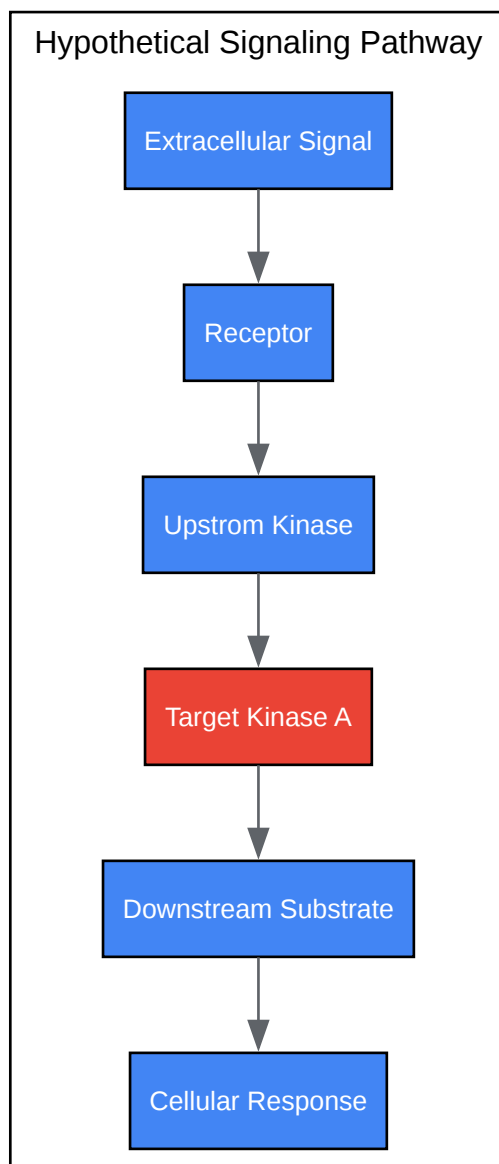 Hypothetical Signaling Pathway
Extracellular Signal
Receptor
Upstrom Kinase
Target Kinase A
Downstream Substrate
Cellular Response